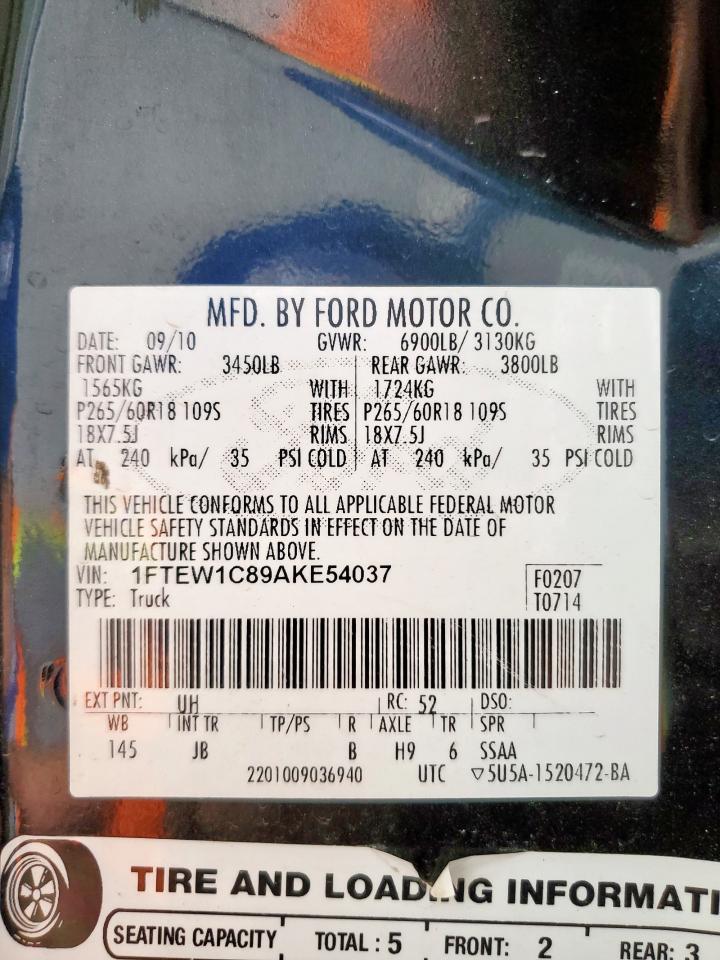 MFD. BY FORD MOTOR CO.
DATE: 09/10 GVWR: 6900LB/ 3130KG
FRONT GAWR: 3450LB REAR GAWR: 3800LB
1565KG WITH 1724KG WITH
P265/60R18 109S TIRES P265/60R18 109S TIRES
18X7.5J RIMS 18X7.5J RIMS
AT 240 kPa/ 35 PSI COLD AT 240 kPa/ 35 PSI COLD
THIS VEHICLE CONFORMS TO ALL APPLICABLE FEDERAL MOTOR
VEHICLE SAFETY STANDARDS IN EFFECT ON THE DATE OF
MANUFACTURE SHOWN ABOVE.
VIN: 1FTEW1C89AKE54037 F0207
TYPE: Truck T0714
EXT PNT: UH RC: 52 DSO:
WB INT TR TP/PS R AXLE TR SPR
145 JB B H9 6 SSAA
2201009036940 UTC ▽5U5A-1520472-BA
TIRE AND LOADING INFORMATI
SEATING CAPACITY TOTAL : 5 FRONT: 2 REAR: 3